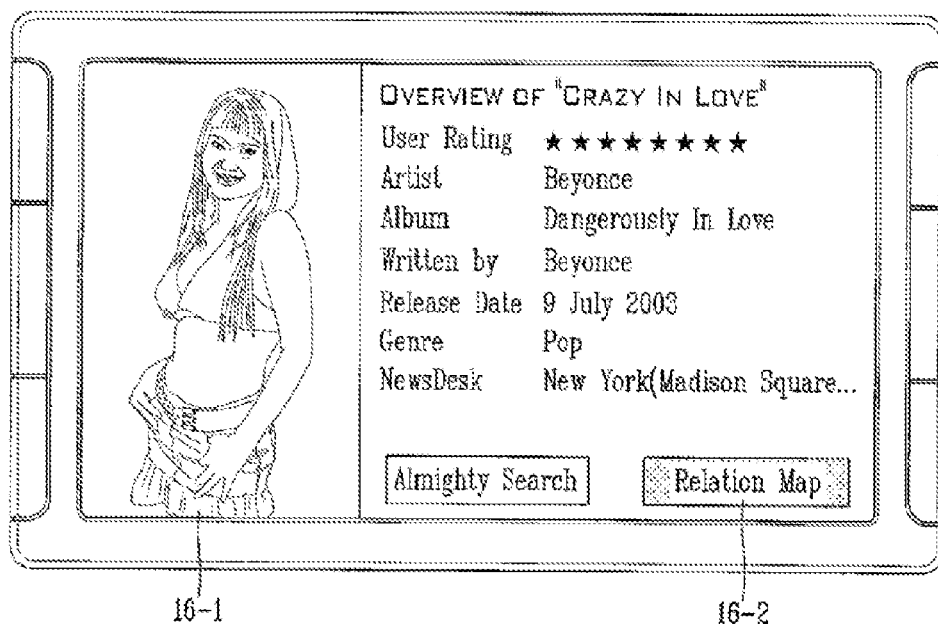 OVERVIEW OF "CRAZY IN LOVE"
User Rating ★★★★★★★★
Artist Beyonce
Album Dangerously In Love
Written by Beyonce
Release Date 9 July 2003
Genre Pop
NewsDesk New York(Madison Square...
Almighty Search Relation Map
16-1 16-2